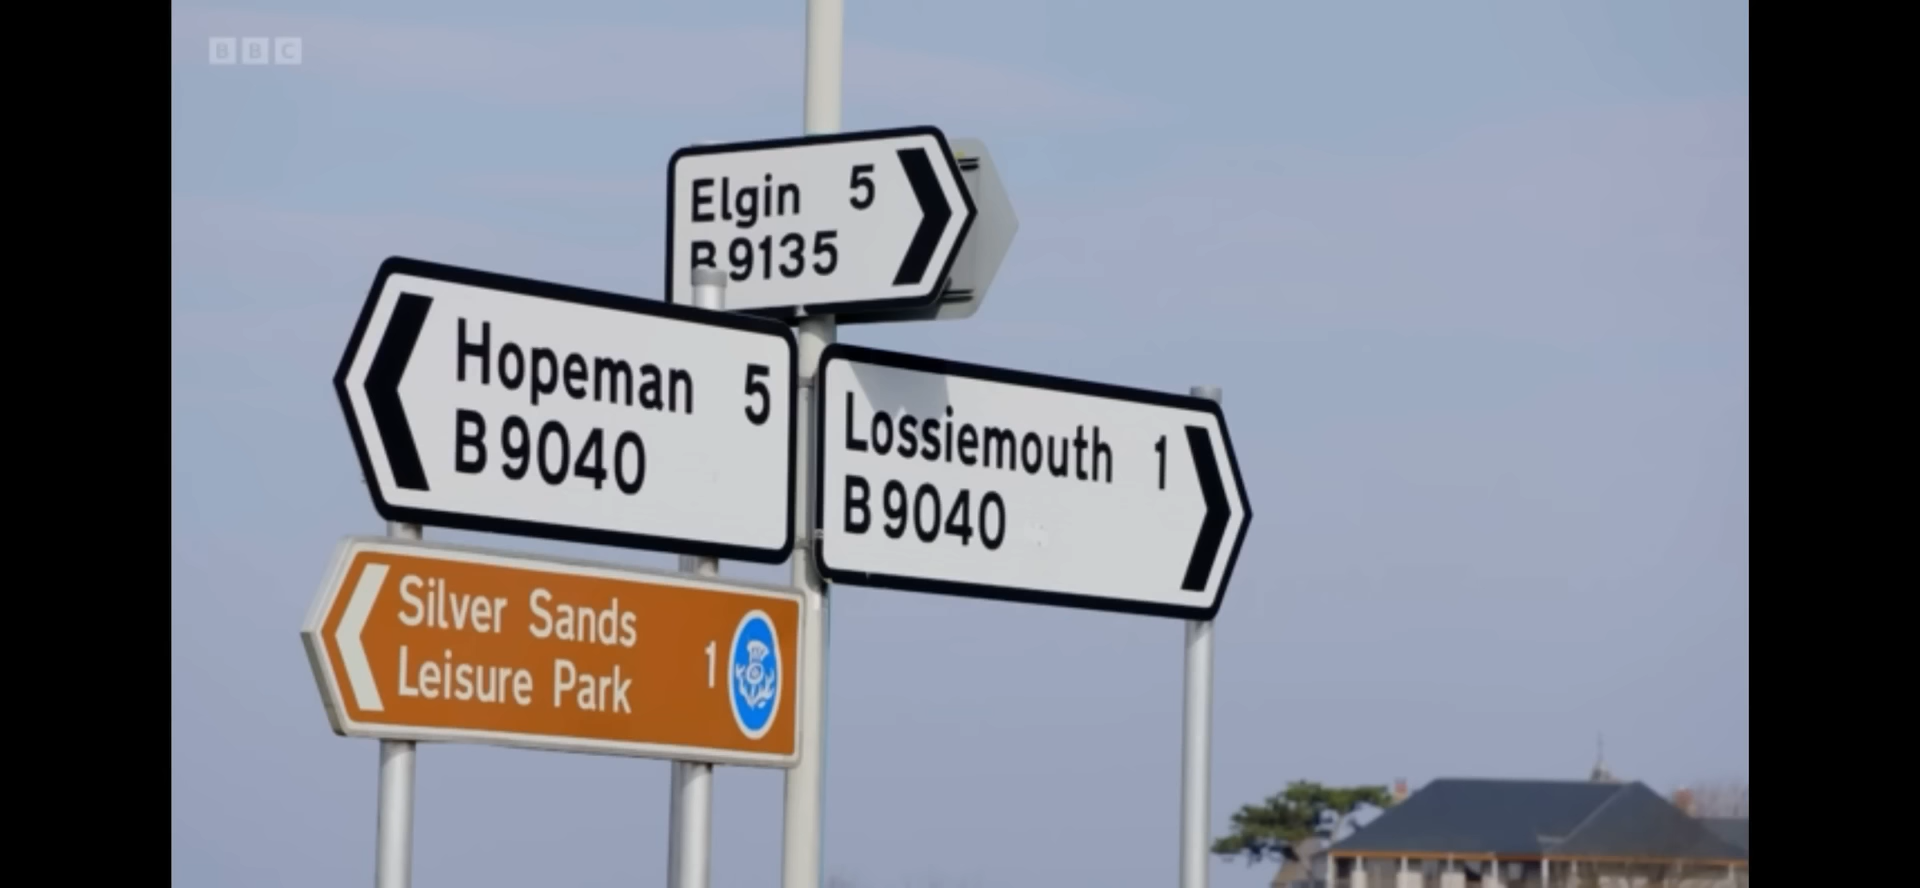 BBC
Elgin 5
B9135
Hopeman 5
B9040
Lossiemouth 1
B9040
Silver Sands
Leisure Park 1